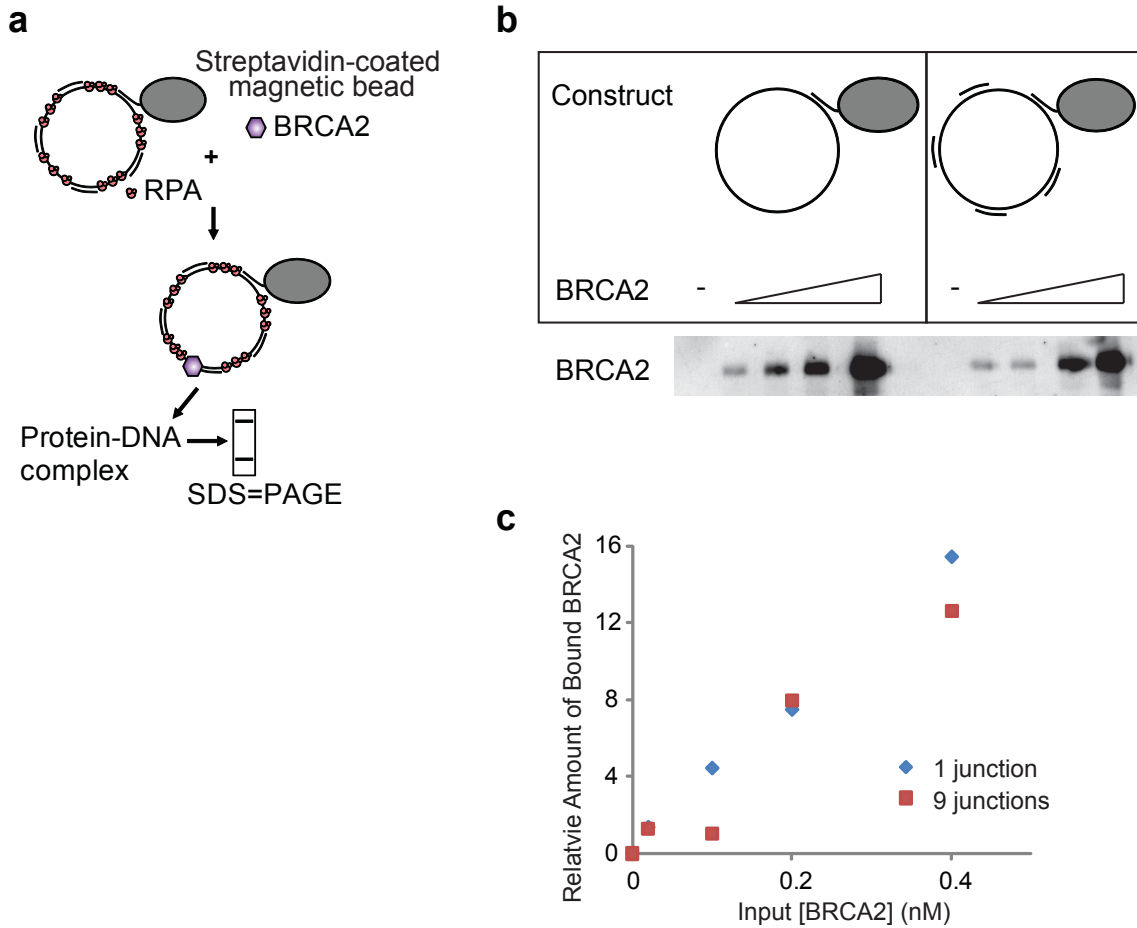 a
Streptavidin-coated
magnetic bead
BRCA2
+
RPA
Protein-DNA
complex
SDS=PAGE
b
Construct
BRCA2 - -
BRCA2
c
Relatvie Amount of Bound BRCA2
16
12
8
4
0
0 0.2 0.4
Input [BRCA2] (nM)
1 junction
9 junctions